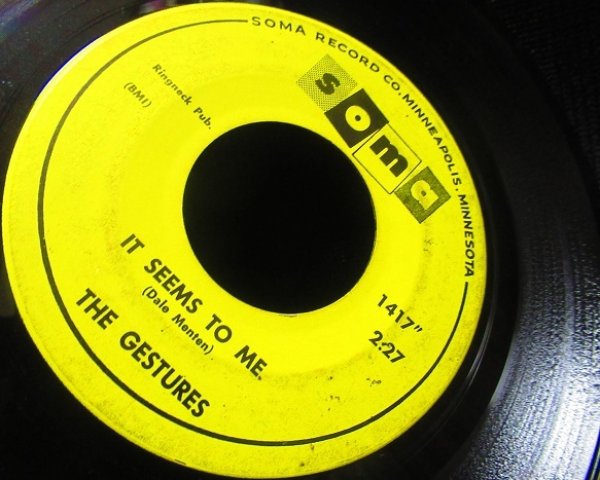 SOMA RECORD CO. MINNEAPOLIS, MINNESOTA
soma
Ringneck Pub.
(BMI)
1417"
2:27
IT SEEMS TO ME
(Dale Menten)
THE GESTURES